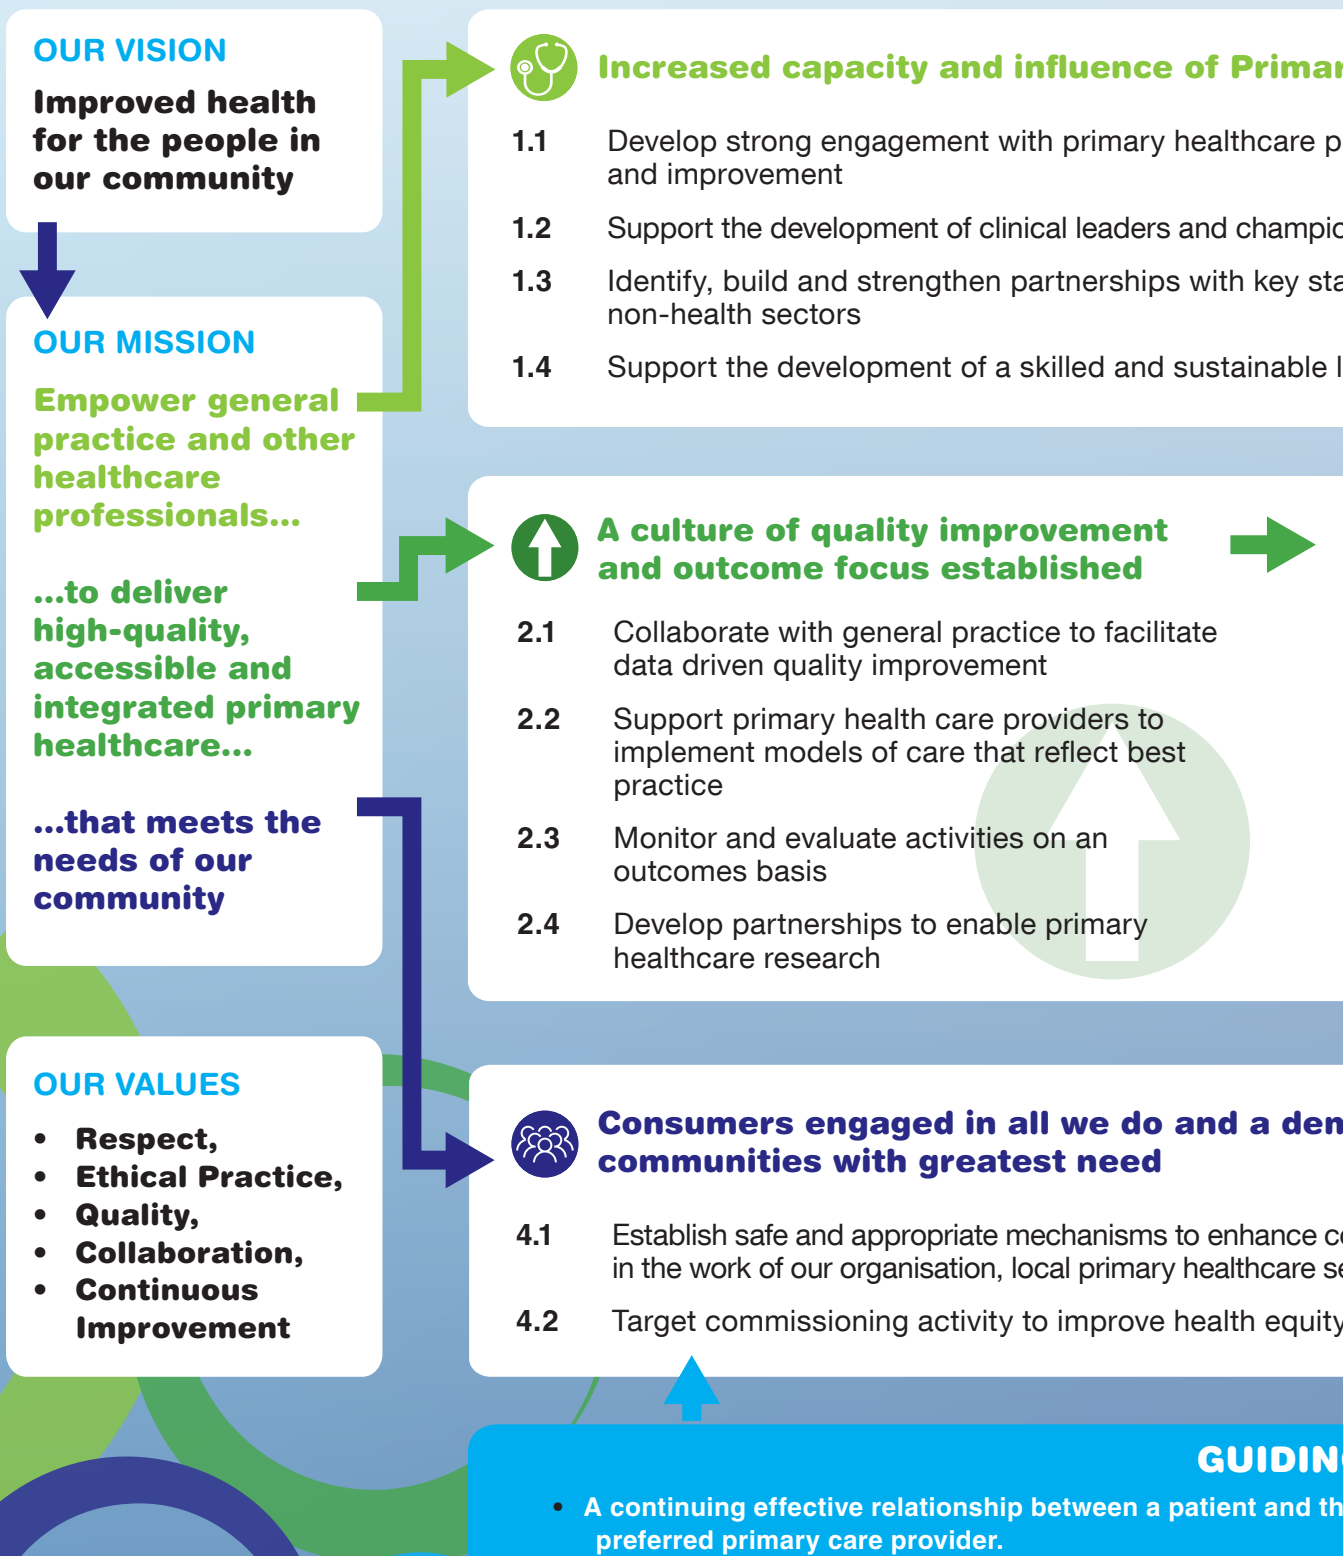 OUR VISION
Improved health
for the people in
our community
OUR MISSION
Empower general
practice and other
healthcare
professionals...
...to deliver
high-quality,
accessible and
integrated primary
healthcare...
...that meets the
needs of our
community
OUR VALUES
• Respect,
• Ethical Practice,
• Quality,
• Collaboration,
• Continuous
Improvement
Increased capacity and influence of
1.1 Develop strong engagement with primary healthcare
and improvement
1.2 Support the development of clinical leaders and
1.3 Identify, build and strengthen partnerships with key
non-health sectors
1.4 Support the development of a skilled and sustainable
A culture of quality improvement
and outcome focus established
2.1 Collaborate with general practice to facilitate
data driven quality improvement
2.2 Support primary health care providers to
implement models of care that reflect best
practice
2.3 Monitor and evaluate activities on an
outcomes basis
2.4 Develop partnerships to enable primary
healthcare research
Consumers engaged in all we do and a
communities with greatest need
4.1 Establish safe and appropriate mechanisms to enhance
in the work of our organisation, local primary healthcare
4.2 Target commissioning activity to improve health equity
• A continuing effective relationship between a patient and
preferred primary care provider.